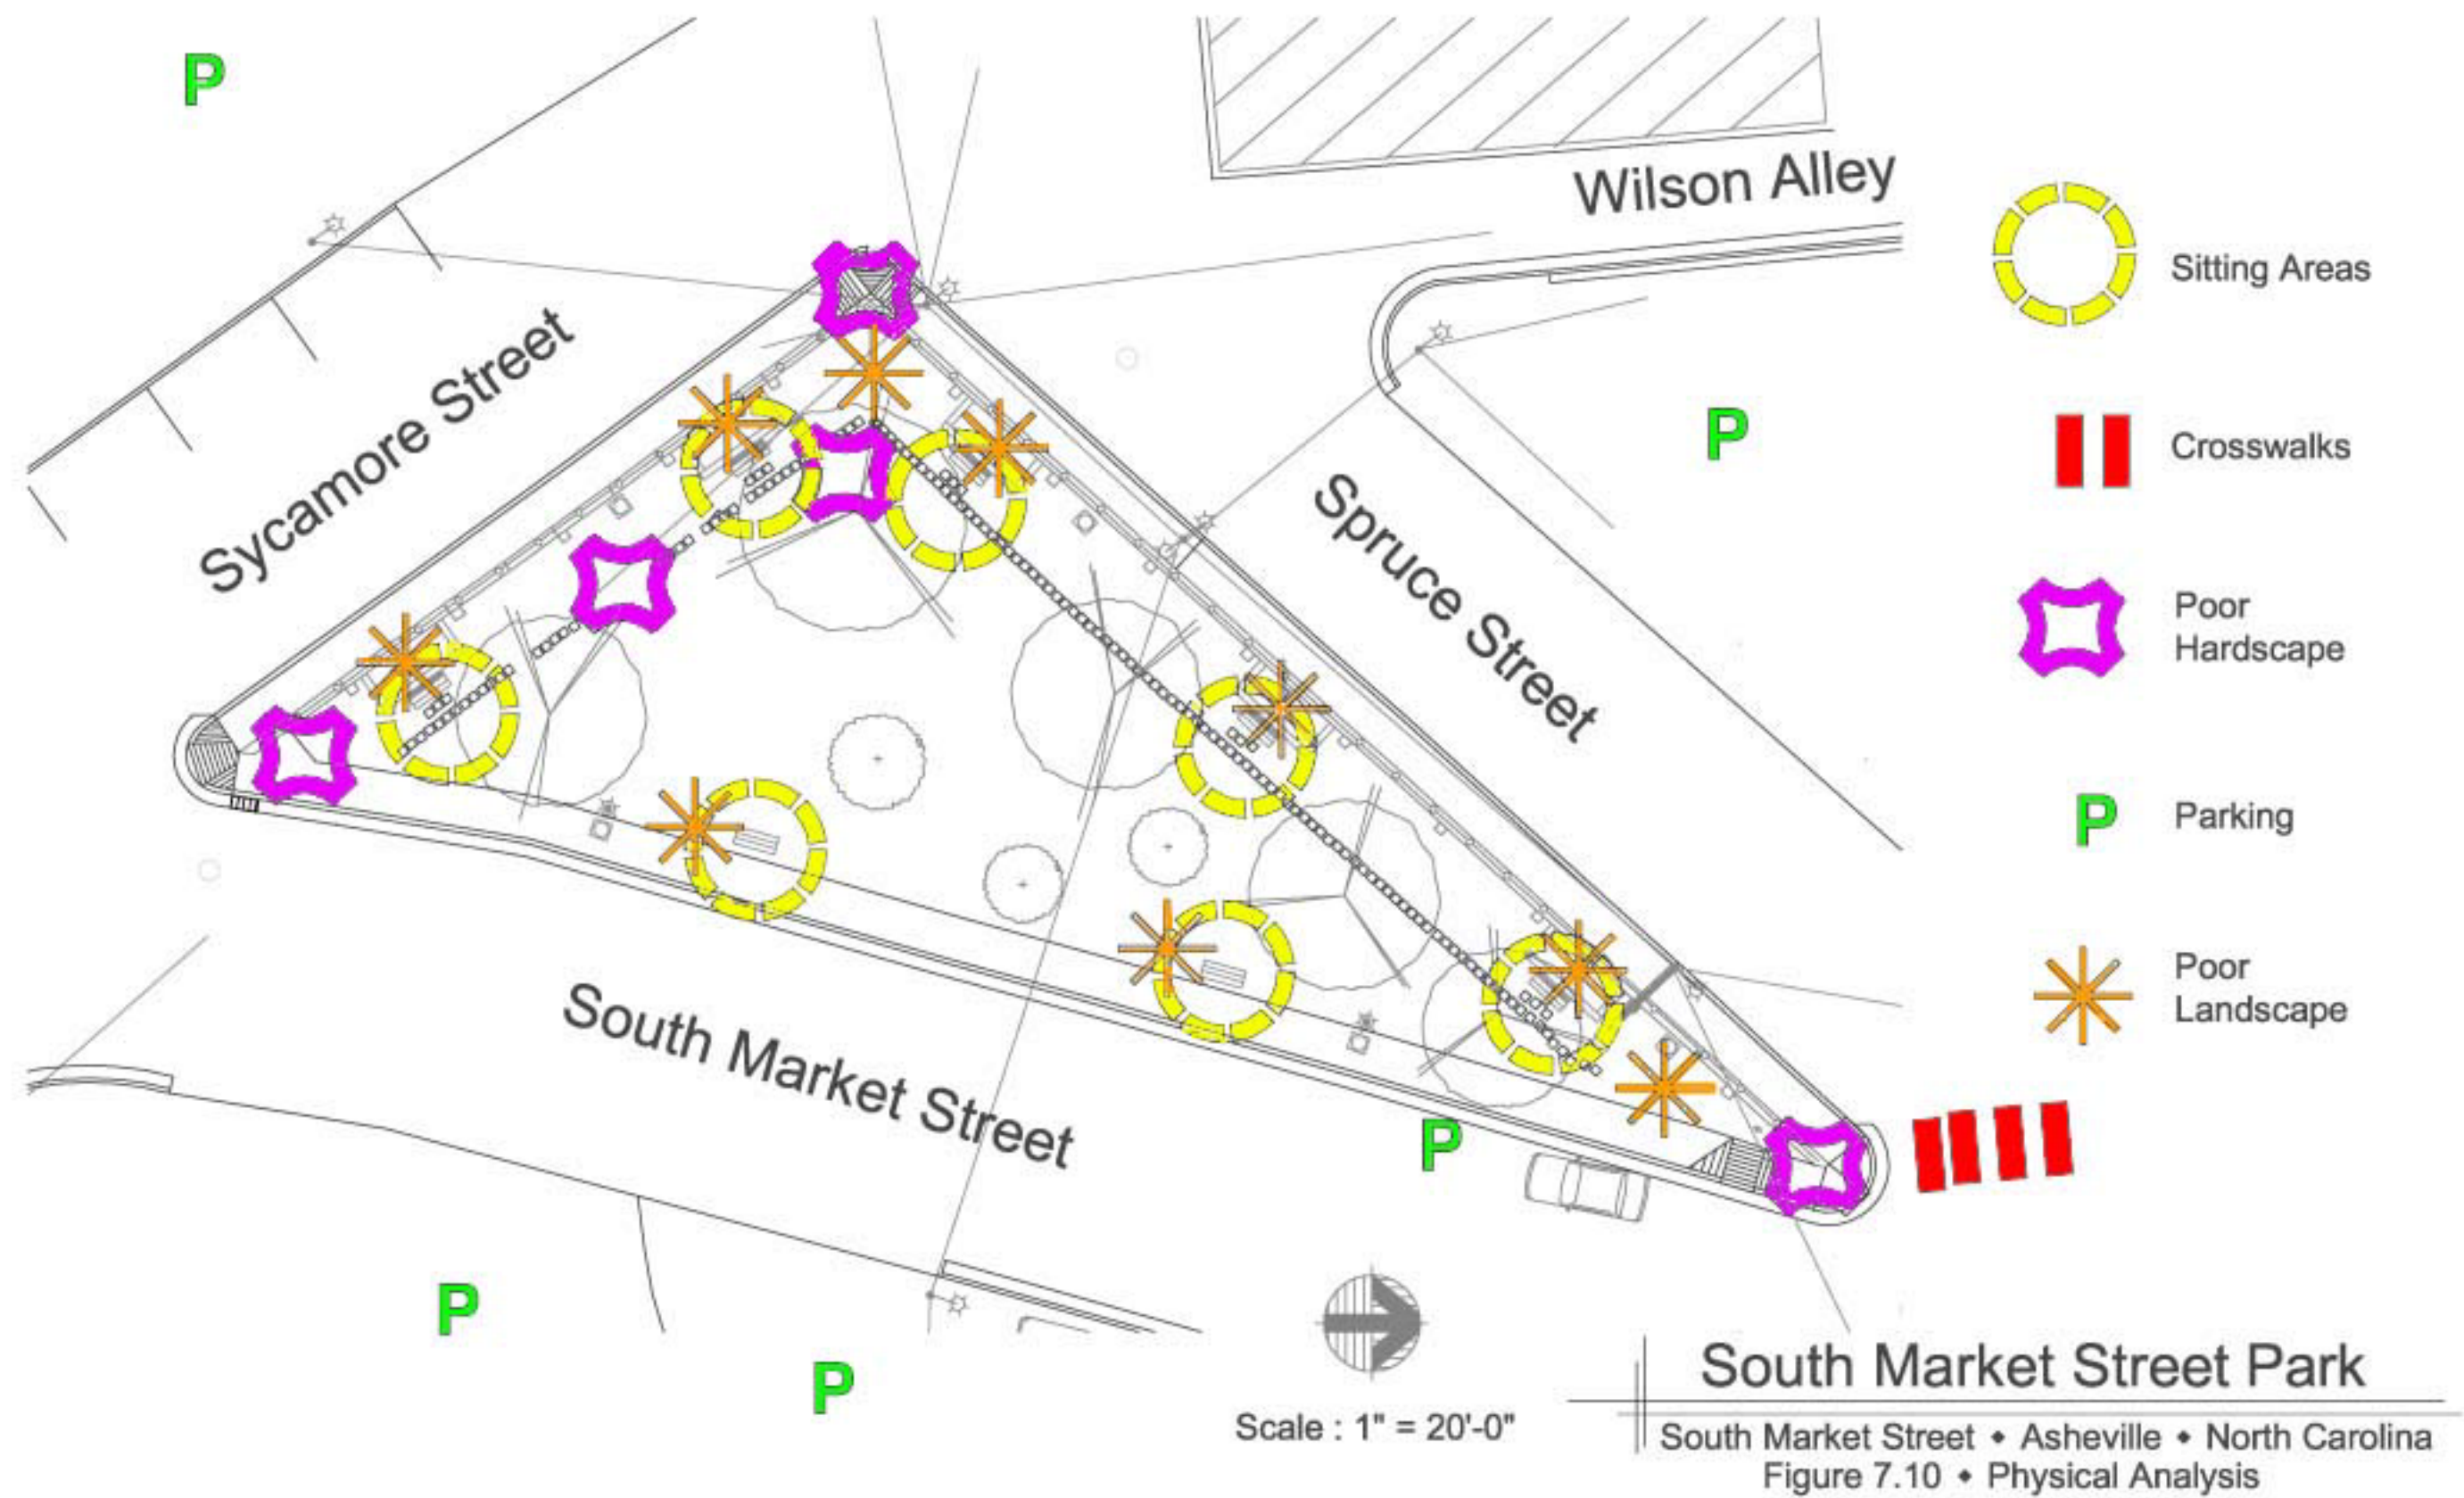 P
Wilson Alley
Sitting Areas
Sycamore Street
P
Crosswalks
Spruce Street
Poor
Hardscape
P
Parking
Poor
Landscape
South Market Street
P
P
P
Scale : 1" = 20'-0"
South Market Street Park
South Market Street • Asheville • North Carolina
Figure 7.10 • Physical Analysis